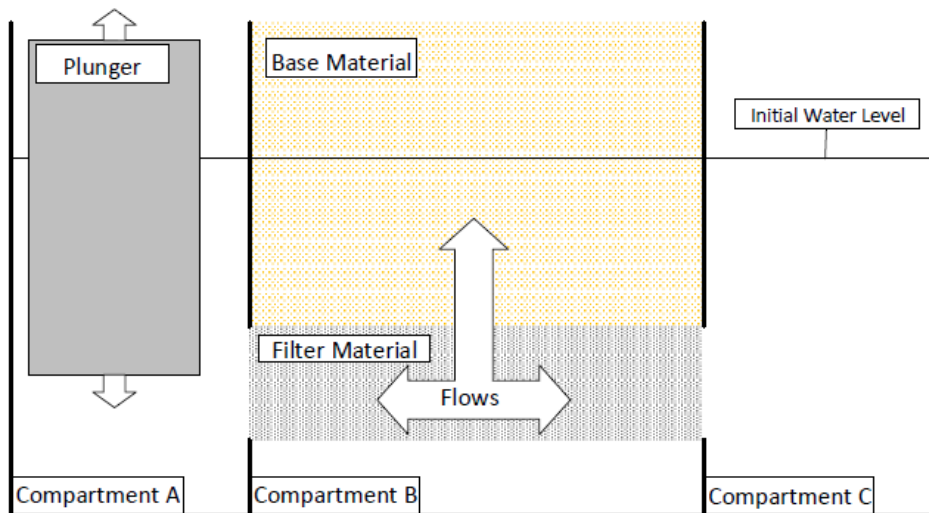 Plunger
Base Material
Initial Water Level
Filter Material
Flows
Compartment A
Compartment B
Compartment C